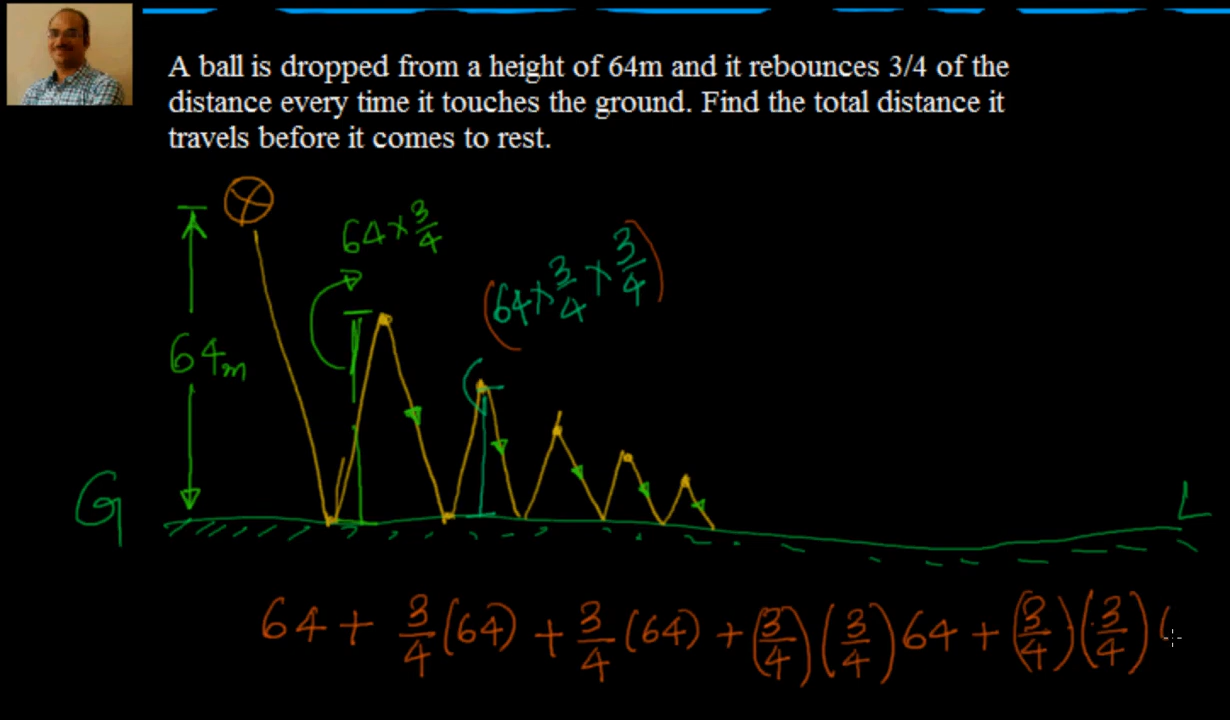 A ball is dropped from a height of 64m and it rebounces 3/4 of the
distance every time it touches the ground. Find the total distance it
travels before it comes to rest.
64×3/4
(64×3/4×3/4)
64m
G
L
64 + 3/4(64) + 3/4(64) + (3/4)(3/4)64 + (3/4)(3/4)(